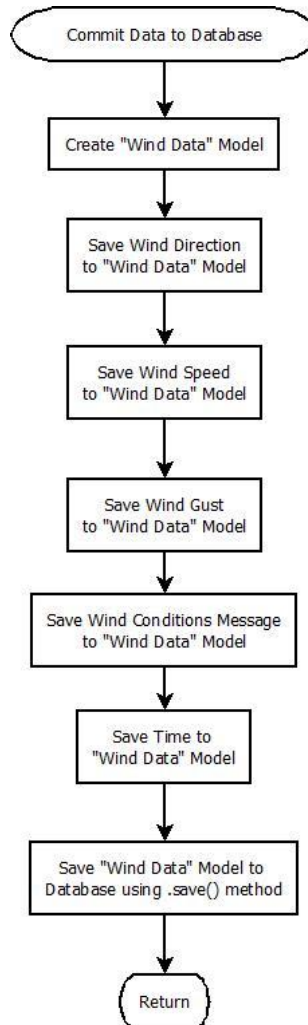 Commit Data to Database
Create "Wind Data" Model
Save Wind Direction
to "Wind Data" Model
Save Wind Speed
to "Wind Data" Model
Save Wind Gust
to "Wind Data" Model
Save Wind Conditions Message
to "Wind Data" Model
Save Time to
"Wind Data" Model
Save "Wind Data" Model to
Database using .save() method
Return